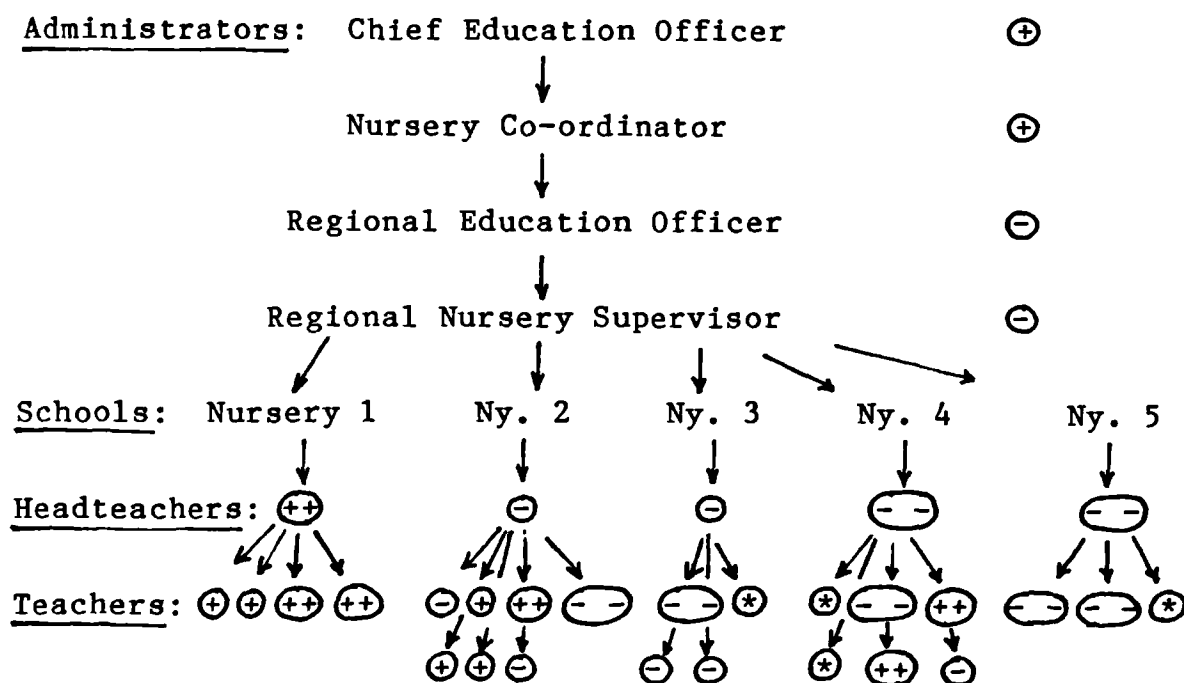 Administrators: Chief Education Officer +
Nursery Co-ordinator +
Regional Education Officer -
Regional Nursery Supervisor -
Schools: Nursery 1 Ny. 2 Ny. 3 Ny. 4 Ny. 5
Headteachers: ++ - - - - - -
Teachers: + + ++ ++ - + ++ - - - - * * - - ++ - - - - *
+ + - - - * ++ -